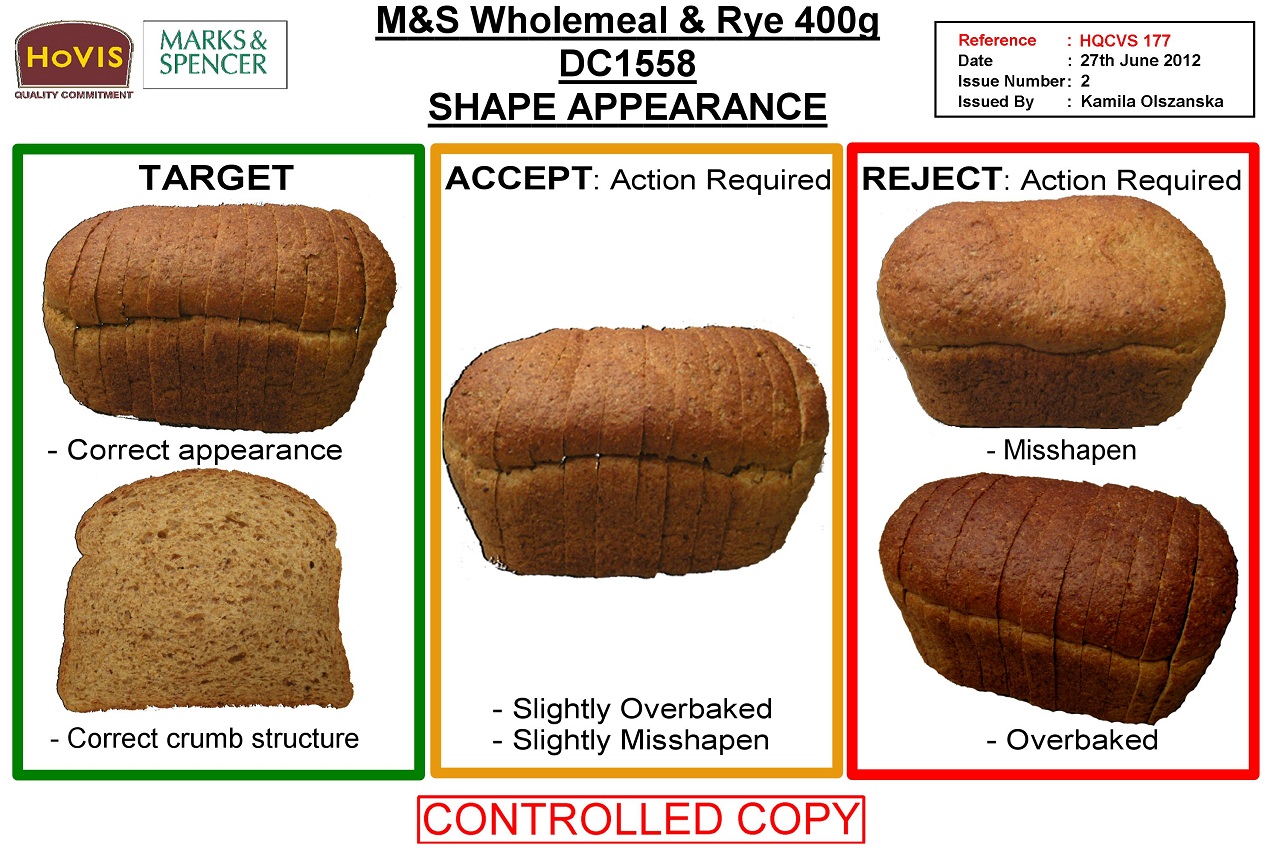 HOVIS
QUALITY COMMITMENT
MARKS &
SPENCER
M&S Wholemeal & Rye 400g
DC1558
SHAPE APPEARANCE
Reference : HQCVS 177
Date : 27th June 2012
Issue Number: 2
Issued By : Kamila Olszanska
TARGET
- Correct appearance
- Correct crumb structure
ACCEPT: Action Required
- Slightly Overbaked
- Slightly Misshapen
REJECT: Action Required
- Misshapen
- Overbaked
CONTROLLED COPY